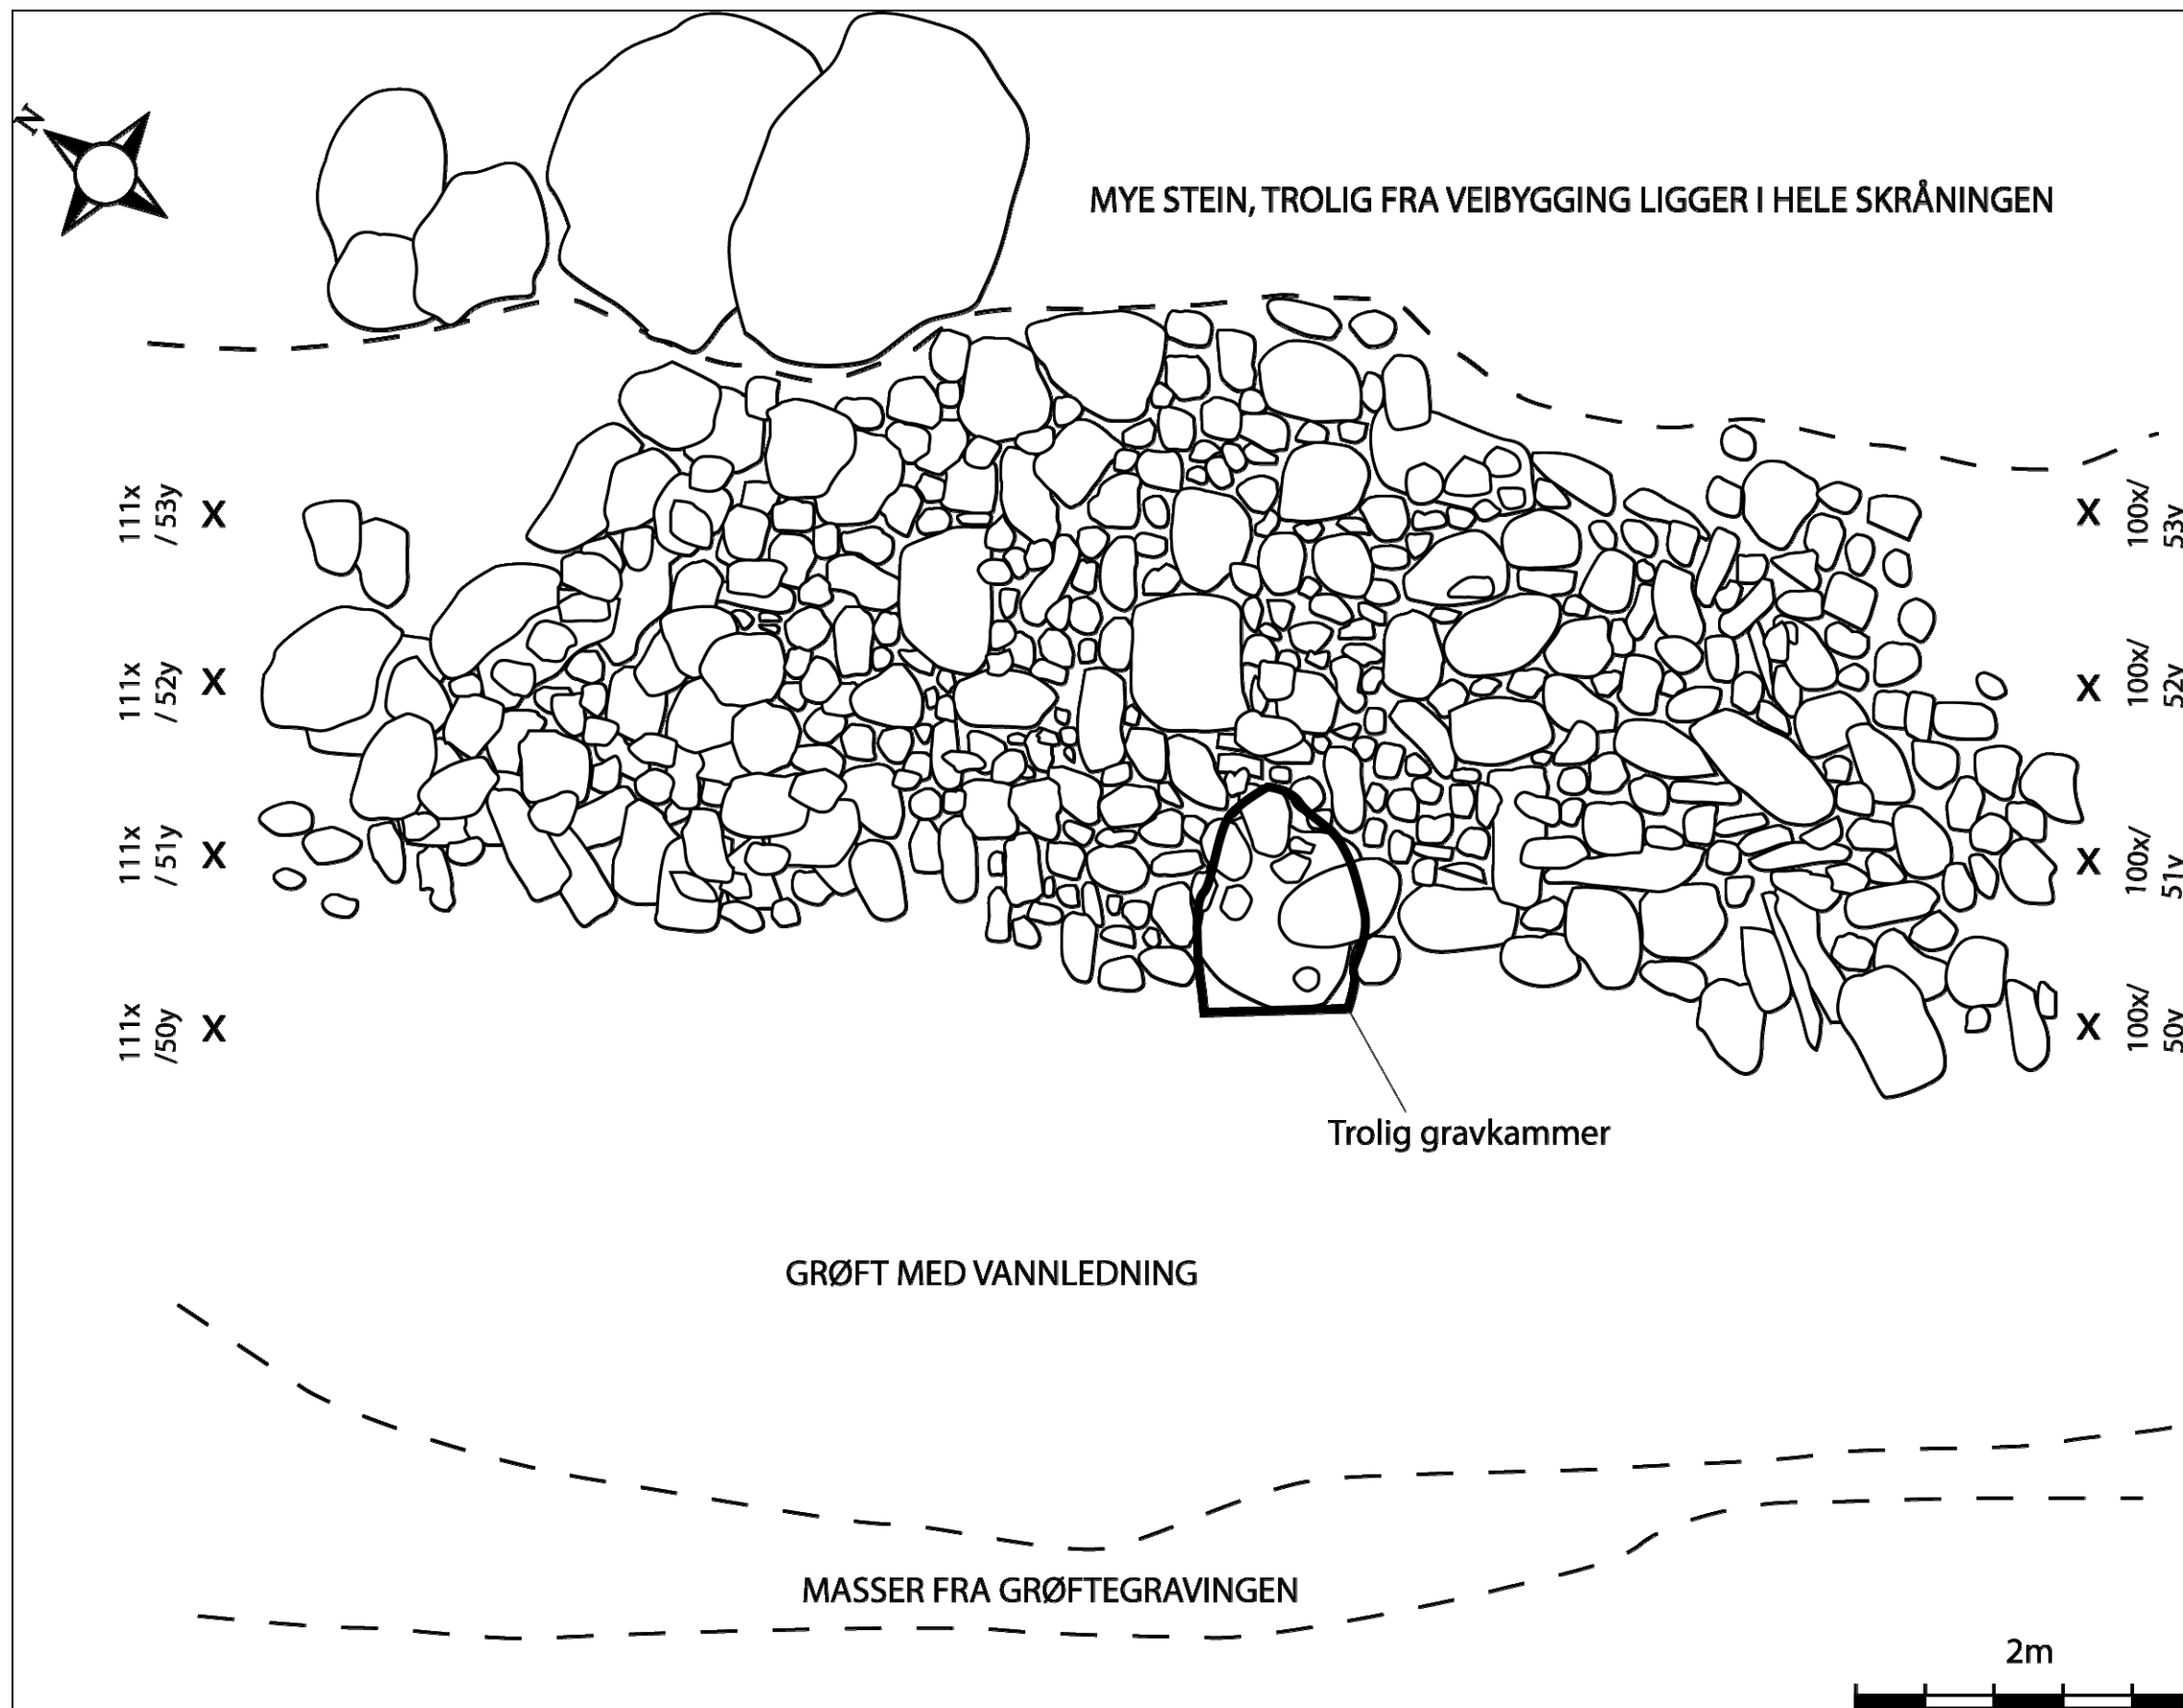 N
MYE STEIN, TROLIG FRA VEIBYGGING LIGGER I HELE SKRÅNINGEN
111x
/ 53y
X
X
100x/
53y
111x
/ 52y
X
X
100x/
52y
111x
/ 51y
X
X
100x/
51y
111x
/50y
X
X
100x/
50y
Trolig gravkammer
GRØFT MED VANNLEDNING
MASSER FRA GRØFTEGRAVINGEN
2m